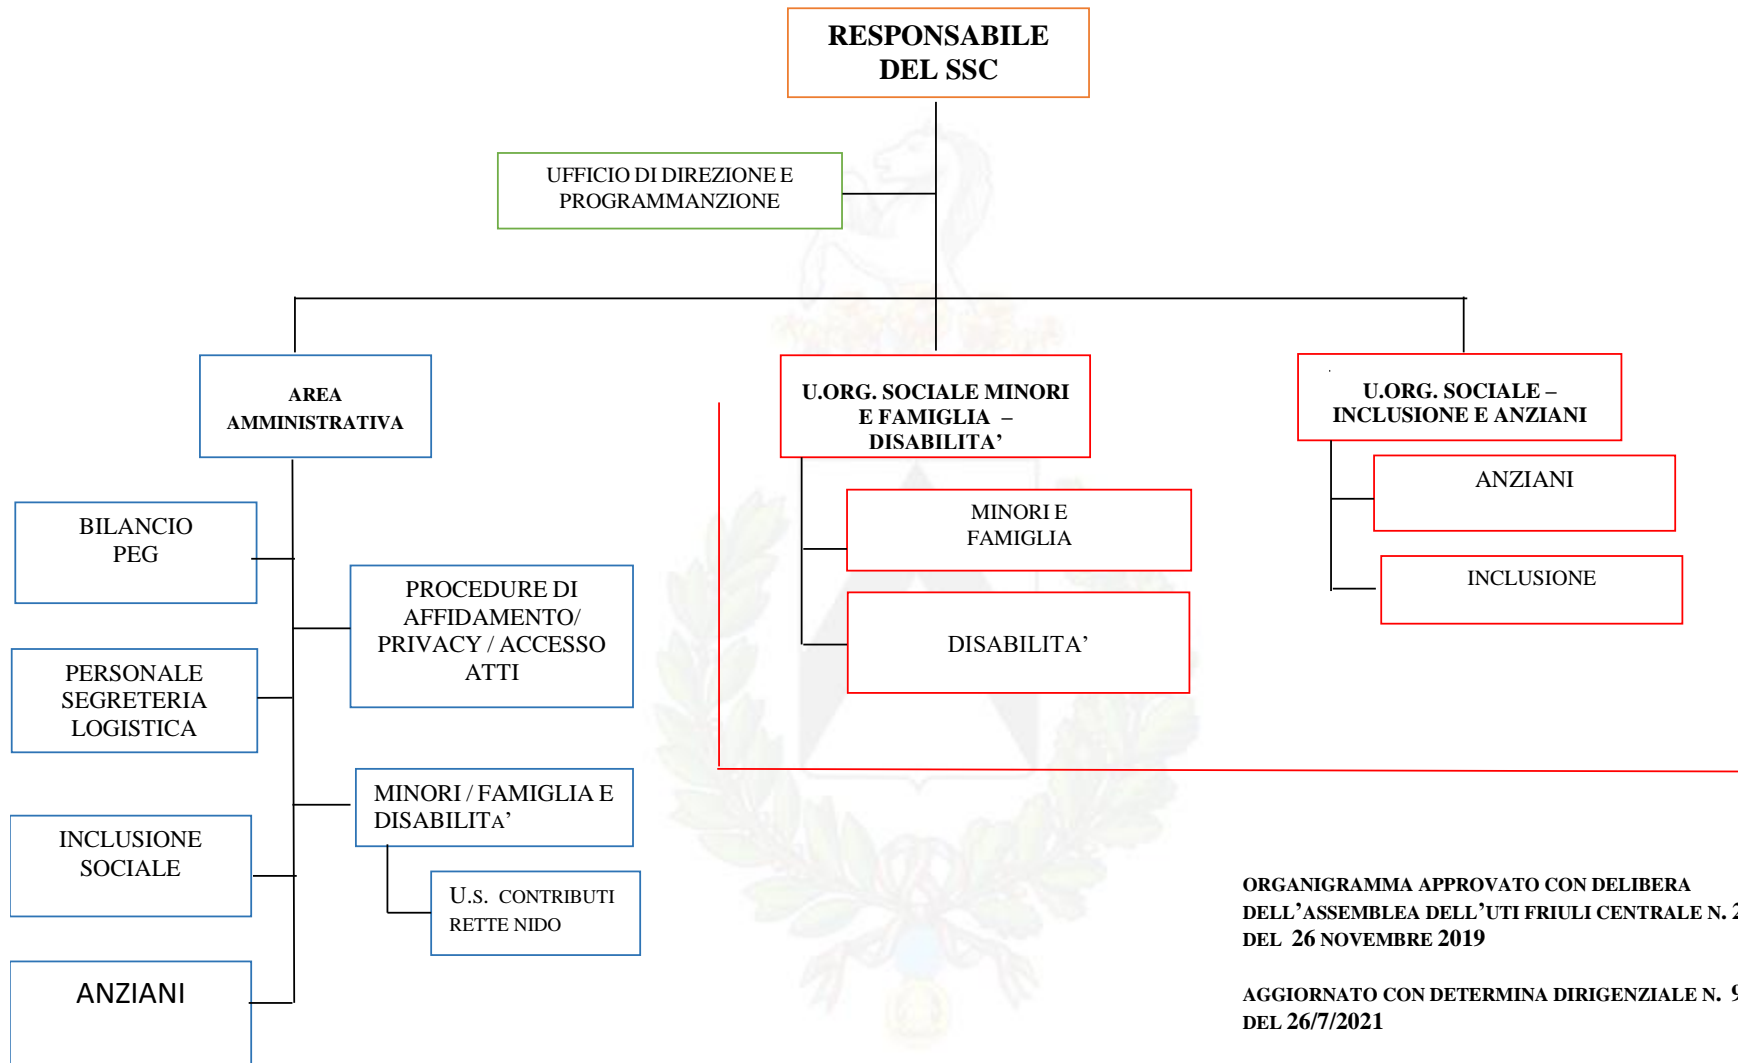 RESPONSABILE
DEL SSC
UFFICIO DI DIREZIONE E
PROGRAMMANZIONE
AREA
AMMINISTRATIVA
U.ORG. SOCIALE MINORI
E FAMIGLIA –
DISABILITA’
U.ORG. SOCIALE –
INCLUSIONE E ANZIANI
BILANCIO
PEG
PROCEDURE DI
AFFIDAMENTO/
PRIVACY / ACCESSO
ATTI
PERSONALE
SEGRETERIA
LOGISTICA
MINORI / FAMIGLIA E
DISABILITA’
INCLUSIONE
SOCIALE
U.S. CONTRIBUTI
RETTE NIDO
ANZIANI
MINORI E
FAMIGLIA
DISABILITA’
ANZIANI
INCLUSIONE
ORGANIGRAMMA APPROVATO CON DELIBERA
DELL’ASSEMBLEA DELL’UTI FRIULI CENTRALE N. 2
DEL 26 NOVEMBRE 2019
AGGIORNATO CON DETERMINA DIRIGENZIALE N. 9
DEL 26/7/2021